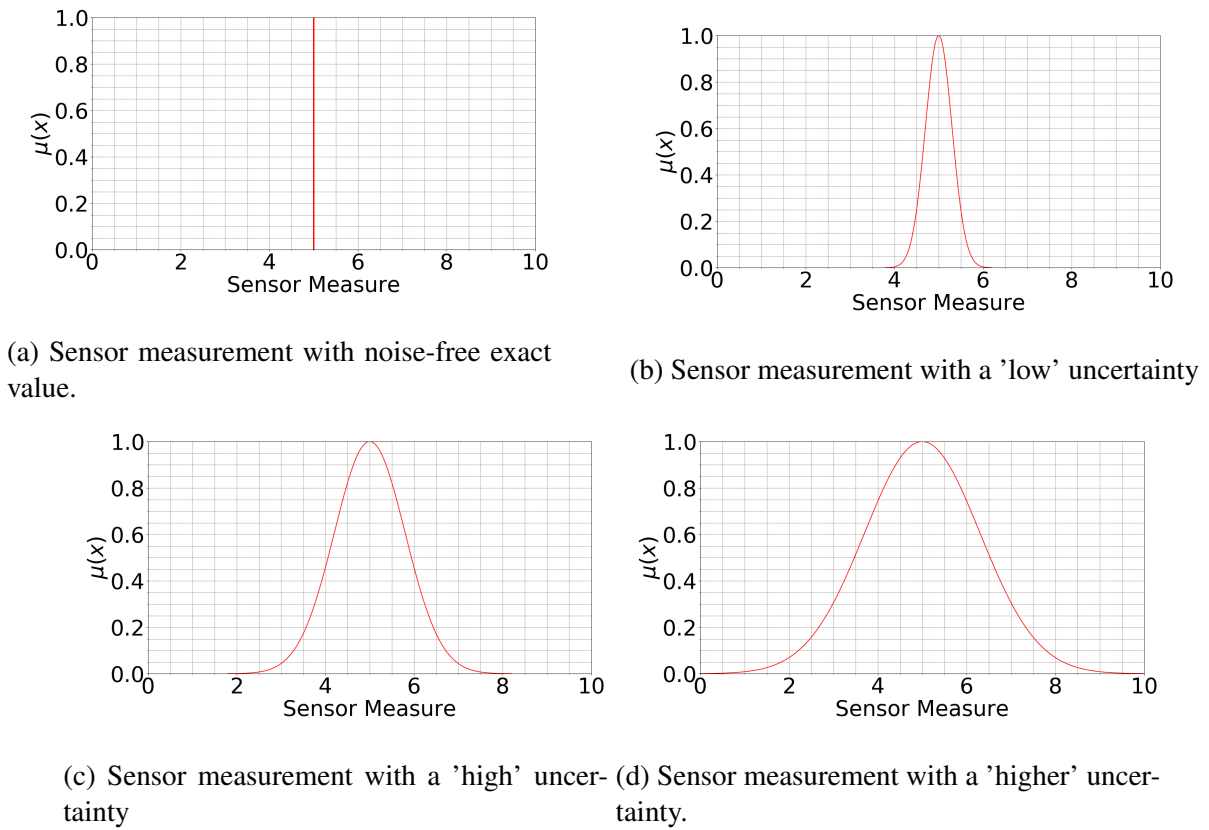 1.0
0.8
0.6
0.4
0.2
0.0
μ(x)
0 2 4 6 8 10
Sensor Measure
(a) Sensor measurement with noise-free exact
value.
1.0
0.8
0.6
0.4
0.2
0.0
μ(x)
0 2 4 6 8 10
Sensor Measure
(b) Sensor measurement with a ’low’ uncertainty
1.0
0.8
0.6
0.4
0.2
0.0
μ(x)
0 2 4 6 8 10
Sensor Measure
(c) Sensor measurement with a ’high’ uncer-
tainty
1.0
0.8
0.6
0.4
0.2
0.0
μ(x)
0 2 4 6 8 10
Sensor Measure
(d) Sensor measurement with a ’higher’ uncer-
tainty.